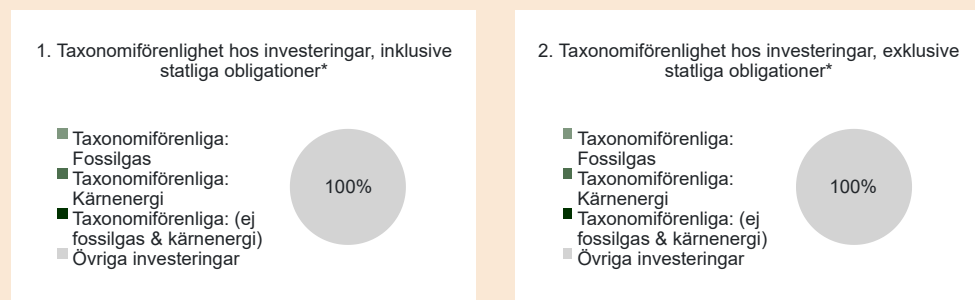 1. Taxonomiförenlighet hos investeringar, inklusive
statliga obligationer*
Taxonomiförenliga:
Fossilgas
Taxonomiförenliga:
Kärnenergi
Taxonomiförenliga: (ej
fossilgas & kärnenergi)
Övriga investeringar
100%
2. Taxonomiförenlighet hos investeringar, exklusive
statliga obligationer*
Taxonomiförenliga:
Fossilgas
Taxonomiförenliga:
Kärnenergi
Taxonomiförenliga: (ej
fossilgas & kärnenergi)
Övriga investeringar
100%